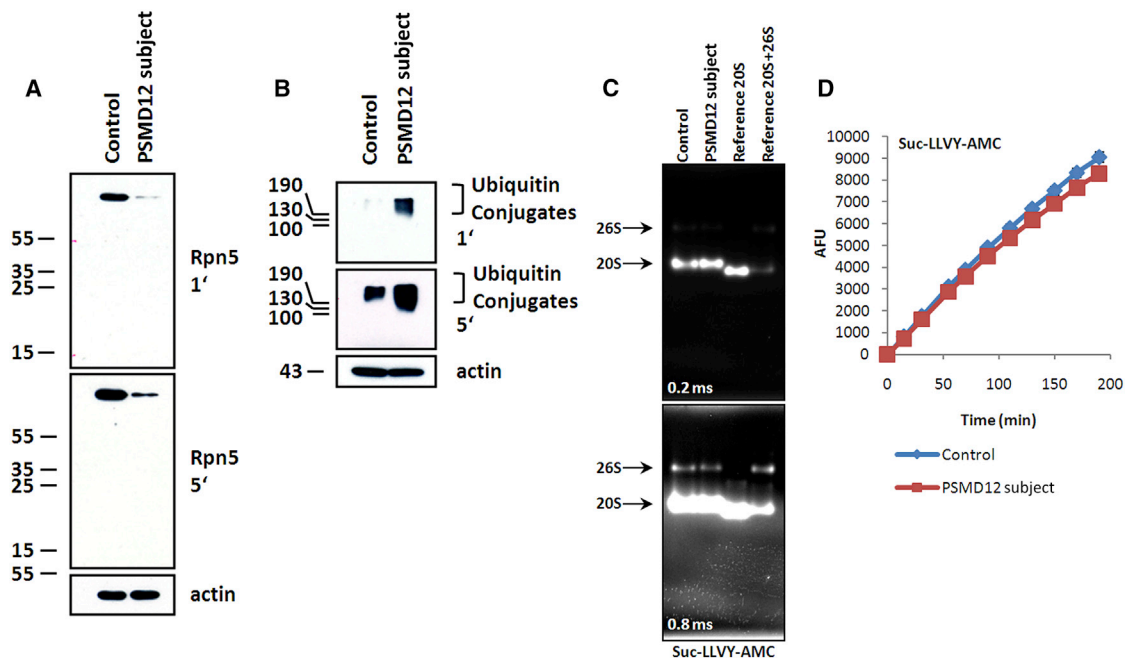 A
Control
PSMD12 subject
55
35
25
15
Rpn5
1‘
55
35
25
15
Rpn5
5‘
55
actin
B
Control
PSMD12 subject
190
130
100
Ubiquitin
Conjugates
1‘
190
130
100
Ubiquitin
Conjugates
5‘
43
actin
C
Control
PSMD12 subject
Reference 20S
Reference 20S+26S
26S
20S
0.2 ms
26S
20S
0.8 ms
Suc-LLVY-AMC
D
Suc-LLVY-AMC
AFU
10000
9000
8000
7000
6000
5000
4000
3000
2000
1000
0
0 50 100 150 200
Time (min)
Control
PSMD12 subject